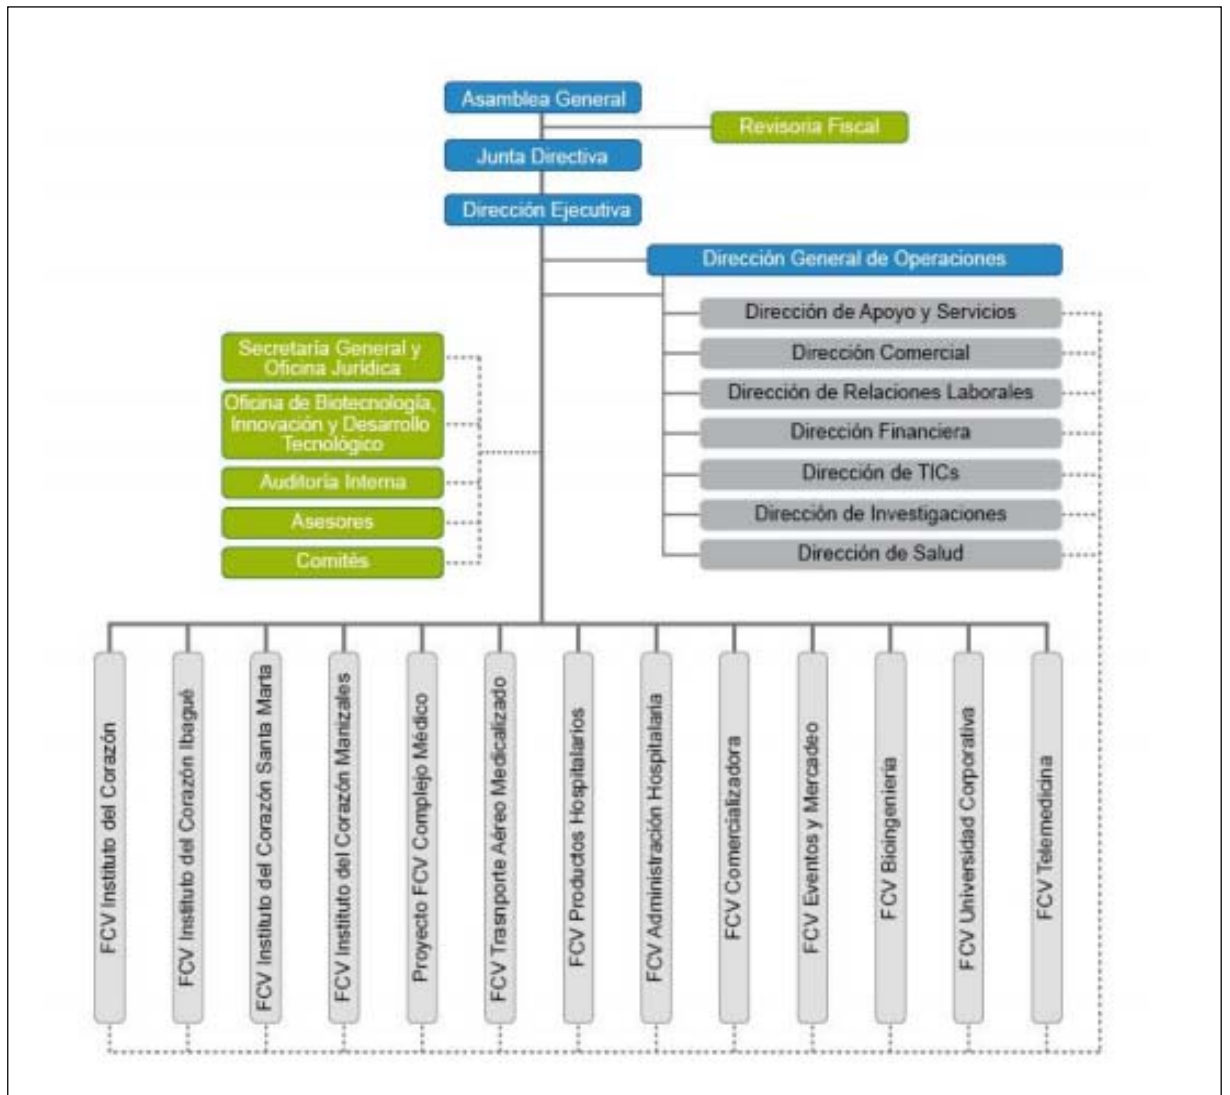 Asamblea General
Revisoria Fiscal
Junta Directiva
Dirección Ejecutiva
Dirección General de Operaciones
Dirección de Apoyo y Servicios
Dirección Comercial
Dirección de Relaciones Laborales
Dirección Financiera
Dirección de TICs
Dirección de Investigaciones
Dirección de Salud
Secretaría General y
Oficina Jurídica
Oficina de Biotecnología,
Innovación y Desarrollo
Tecnológico
Auditoría Interna
Asesores
Comités
FCV Instituto del Corazón
FCV Instituto del Corazón Ibagué
FCV Instituto del Corazón Santa Marta
FCV Instituto del Corazón Manizales
Proyecto FCV Complejo Médico
FCV Trasnporte Aéreo Medicalizado
FCV Productos Hospitalarios
FCV Administración Hospitalaria
FCV Comercializadora
FCV Eventos y Mercadeo
FCV Bioingeniería
FCV Universidad Corporativa
FCV Telemedicina